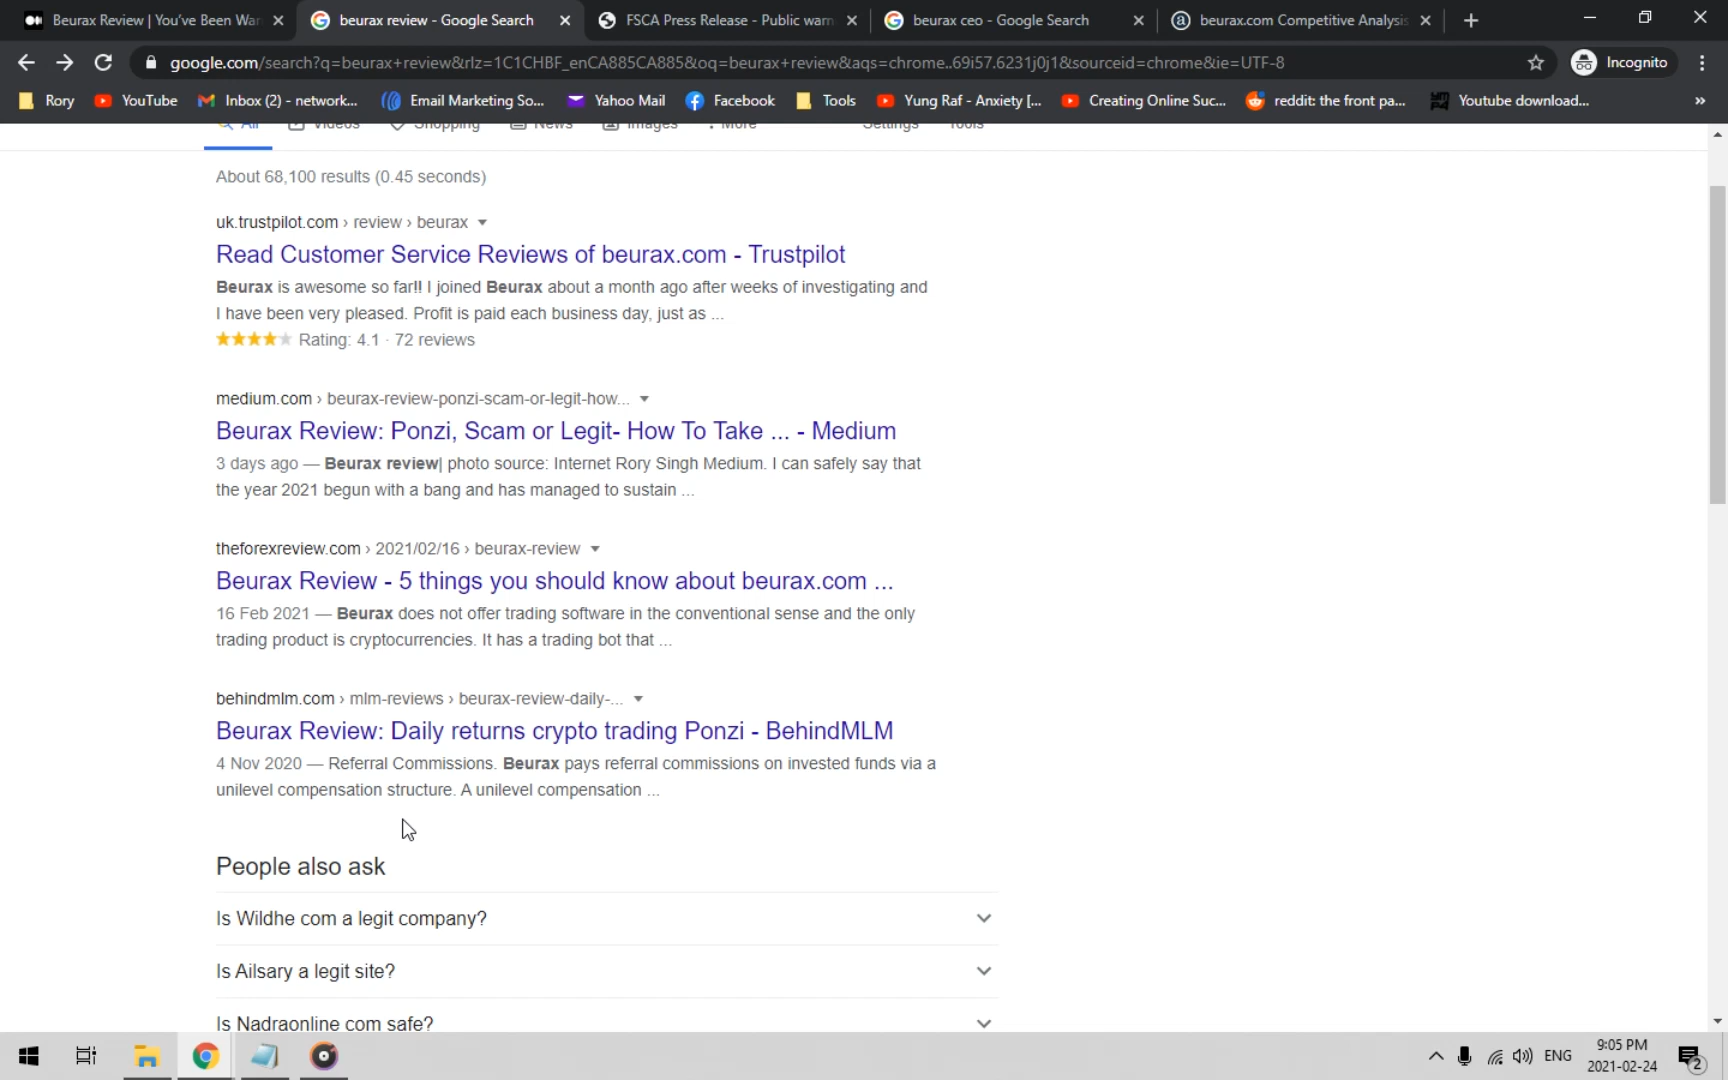 Beurax Review | You've Been War
beurax review - Google Search
FSCA Press Release - Public warn
beurax ceo - Google Search
beurax.com Competitive Analysis
google.com/search?q=beurax+review&rlz=1C1CHBF_enCA885CA885&oq=beurax+review&aqs=chrome..69i57.6231j0j1&sourceid=chrome&ie=UTF-8
Incognito
Rory
YouTube
Inbox (2) - network...
Email Marketing So...
Yahoo Mail
Facebook
Tools
Yung Raf - Anxiety [...
Creating Online Suc...
reddit: the front pa...
Youtube download...
»
All
Videos
Shopping
News
Images
More
Settings
Tools
About 68,100 results (0.45 seconds)
uk.trustpilot.com › review › beurax
Read Customer Service Reviews of beurax.com - Trustpilot
Beurax is awesome so far!! I joined Beurax about a month ago after weeks of investigating and
I have been very pleased. Profit is paid each business day, just as ...
Rating: 4.1 · 72 reviews
medium.com › beurax-review-ponzi-scam-or-legit-how...
Beurax Review: Ponzi, Scam or Legit- How To Take ... - Medium
3 days ago — Beurax review| photo source: Internet Rory Singh Medium. I can safely say that
the year 2021 begun with a bang and has managed to sustain ...
theforexreview.com › 2021/02/16 › beurax-review
Beurax Review - 5 things you should know about beurax.com ...
16 Feb 2021 — Beurax does not offer trading software in the conventional sense and the only
trading product is cryptocurrencies. It has a trading bot that ...
behindmlm.com › mlm-reviews › beurax-review-daily-...
Beurax Review: Daily returns crypto trading Ponzi - BehindMLM
4 Nov 2020 — Referral Commissions. Beurax pays referral commissions on invested funds via a
unilevel compensation structure. A unilevel compensation ...
People also ask
Is Wildhe com a legit company?
Is Ailsary a legit site?
Is Nadraonline com safe?
ENG
9:05 PM
2021-02-24
2